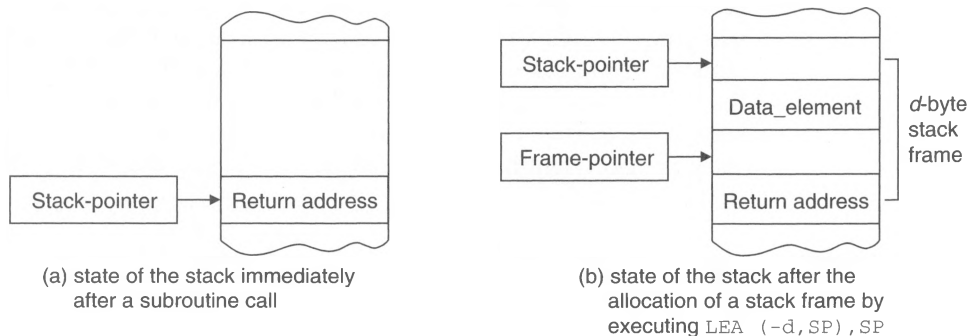 Stack-pointer
Return address
(a) state of the stack immediately
after a subroutine call
Stack-pointer
Data_element
Frame-pointer
Return address
d-byte
stack
frame
(b) state of the stack after the
allocation of a stack frame by
executing LEA (-d,SP),SP